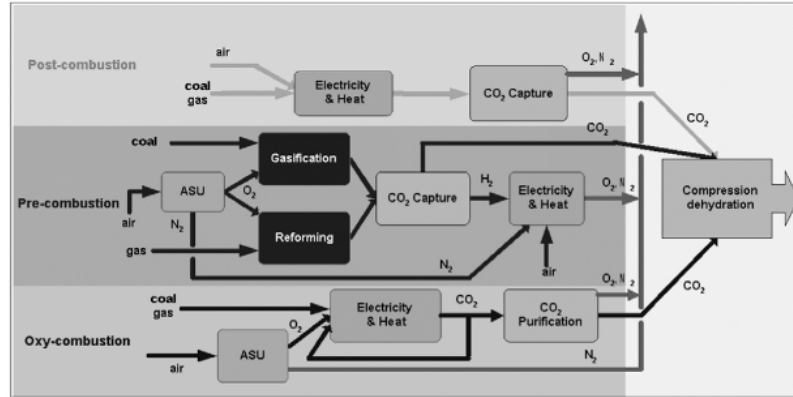 air
Post-combustion
coal
gas
Electricity
& Heat
CO₂ Capture
O₂, N₂
CO₂
CO₂
coal
Gasification
Pre-combustion
air
ASU
O₂
N₂
CO₂ Capture
H₂
Electricity
& Heat
O₂, N₂
Compression
dehydration
gas
Reforming
N₂
air
coal
gas
Electricity
& Heat
CO₂
CO₂
Purification
O₂, N₂
CO₂
Oxy-combustion
air
ASU
O₂
N₂